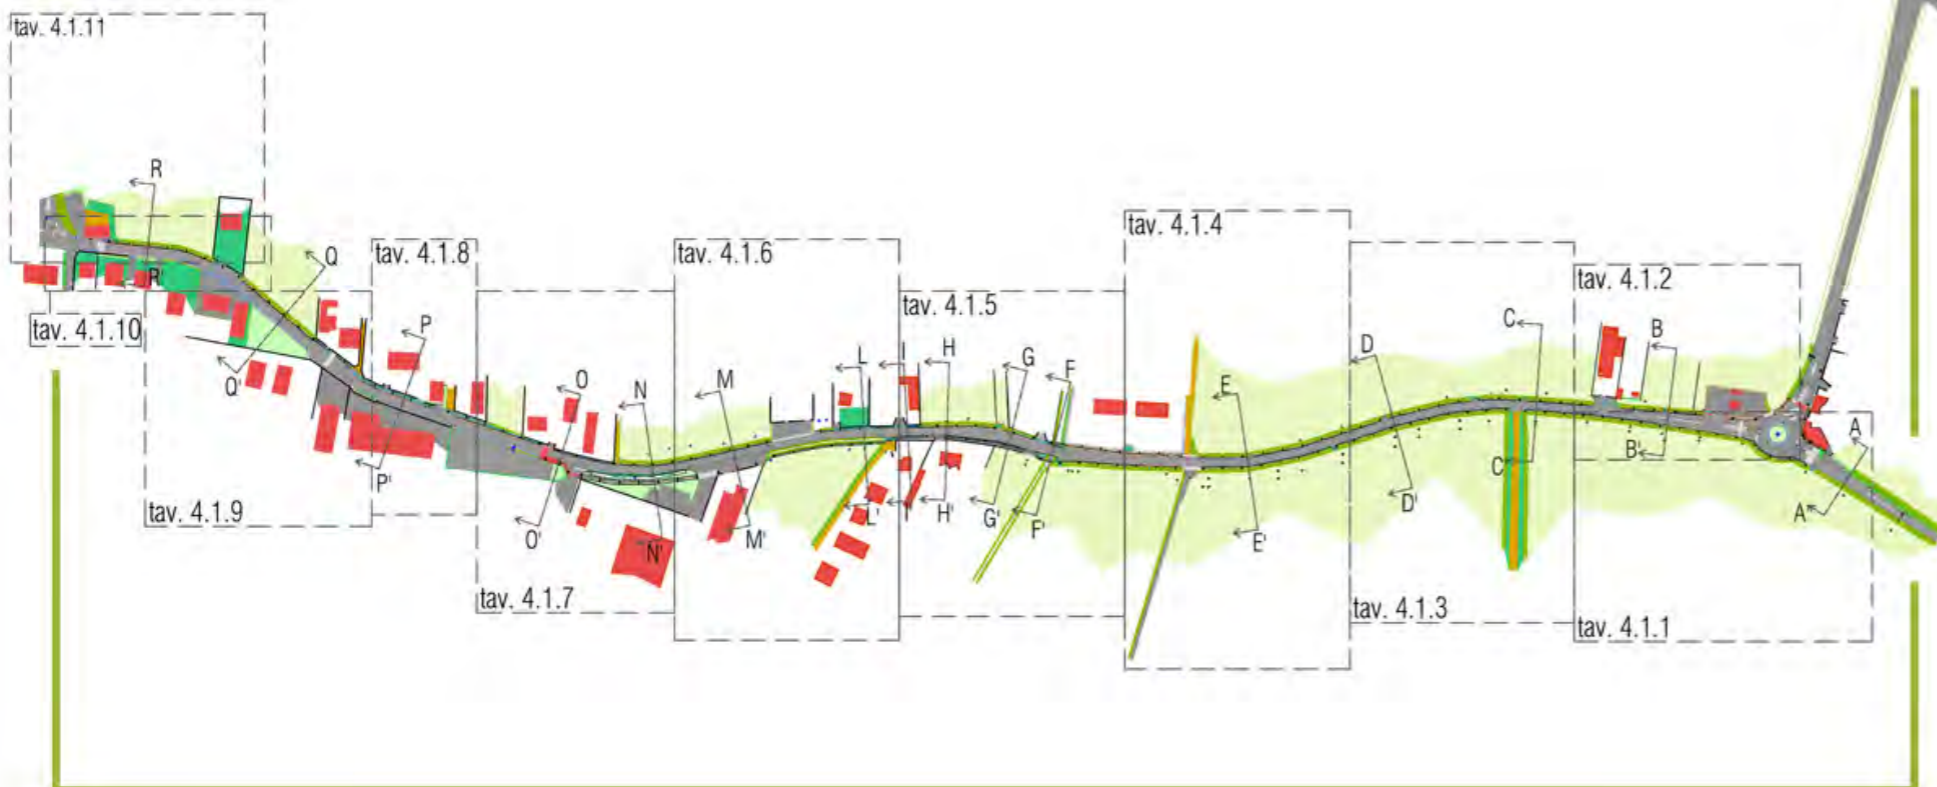 tav. 4.1.11
R
tav. 4.1.4
Q
tav. 4.1.8
tav. 4.1.6
R'
tav. 4.1.2
tav. 4.1.5
C
P
B
tav. 4.1.10
D
L
H
G
F
O
N
M
E
Q'
A
B'
C'
P'
D'
tav. 4.1.9
L'
H'
G'
A'
F'
O'
M'
E'
N'
tav. 4.1.7
tav. 4.1.3
tav. 4.1.1